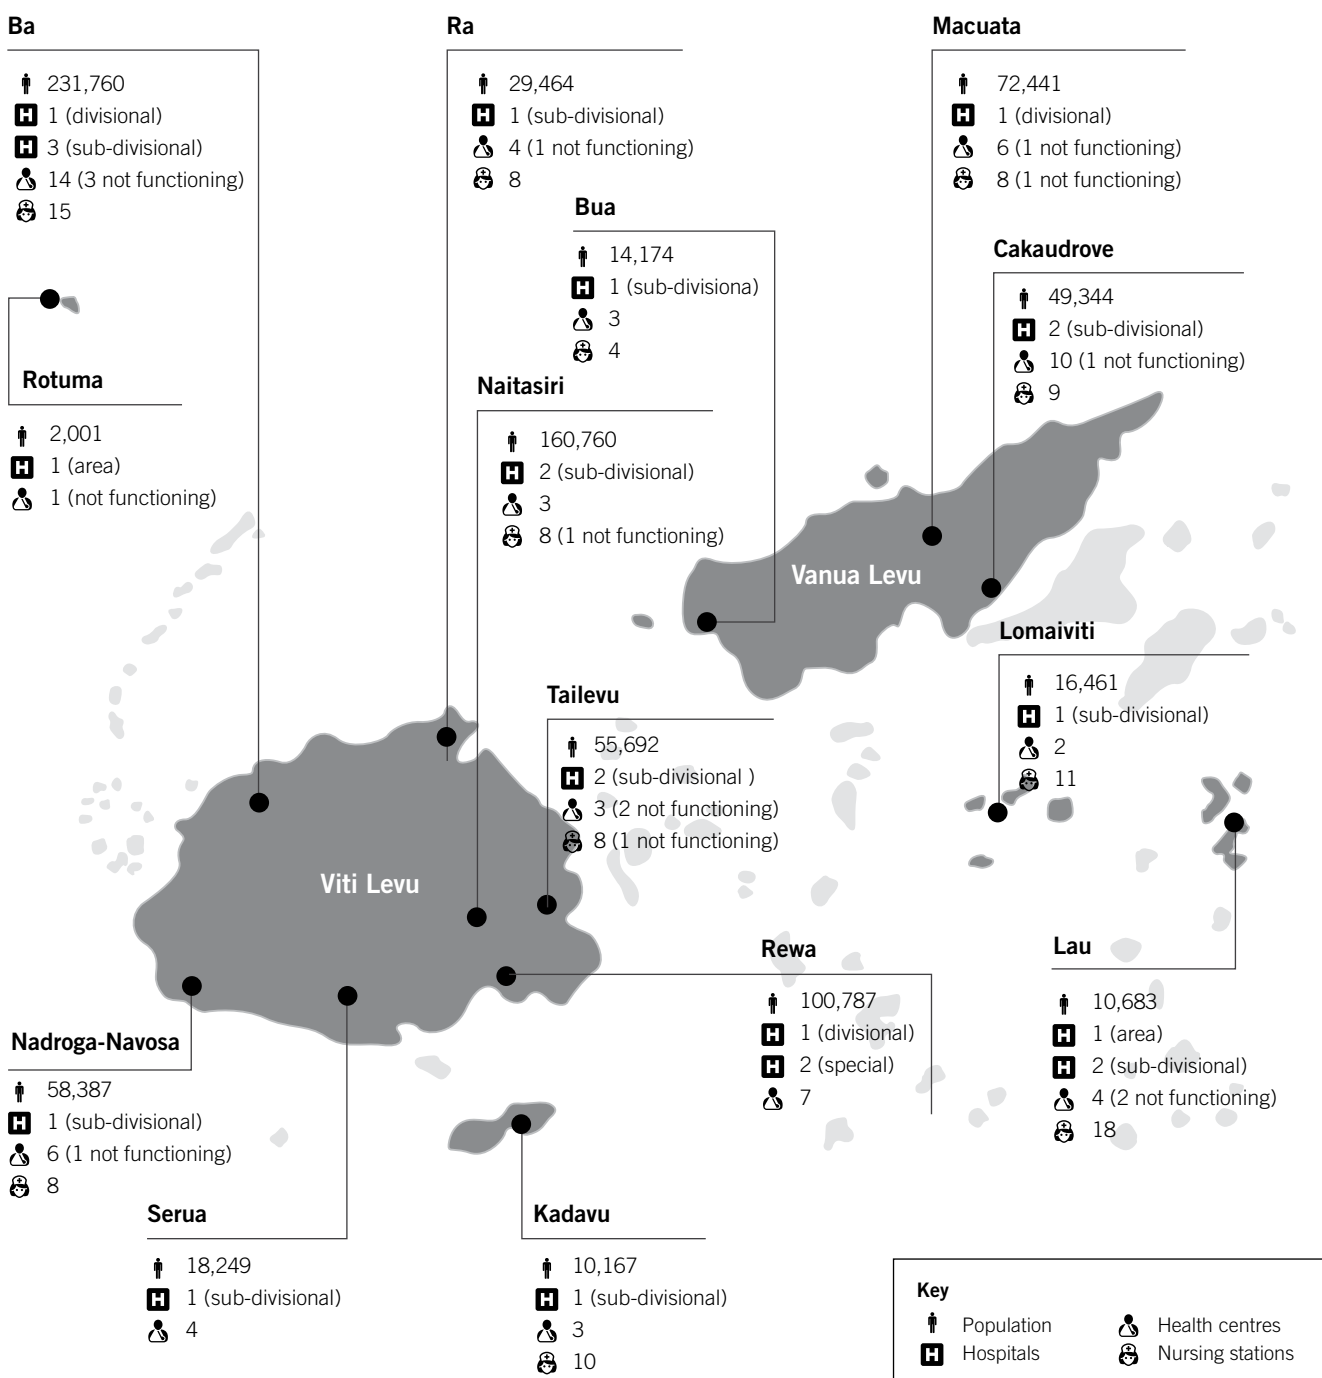 Ba
231,760
1 (divisional)
3 (sub-divisional)
14 (3 not functioning)
15
Ra
29,464
1 (sub-divisional)
4 (1 not functioning)
8
Macuata
72,441
1 (divisional)
6 (1 not functioning)
8 (1 not functioning)
Bua
14,174
1 (sub-divisiona)
3
4
Cakaudrove
49,344
2 (sub-divisional)
10 (1 not functioning)
9
Rotuma
2,001
1 (area)
1 (not functioning)
Naitasiri
160,760
2 (sub-divisional)
3
8 (1 not functioning)
Vanua Levu
Lomaiviti
16,461
1 (sub-divisional)
2
11
Tailevu
55,692
2 (sub-divisional )
3 (2 not functioning)
8 (1 not functioning)
Viti Levu
Rewa
100,787
1 (divisional)
2 (special)
7
Lau
10,683
1 (area)
2 (sub-divisional)
4 (2 not functioning)
18
Nadroga-Navosa
58,387
1 (sub-divisional)
6 (1 not functioning)
8
Serua
18,249
1 (sub-divisional)
4
Kadavu
10,167
1 (sub-divisional)
3
10
Key
Population
Hospitals
Health centres
Nursing stations